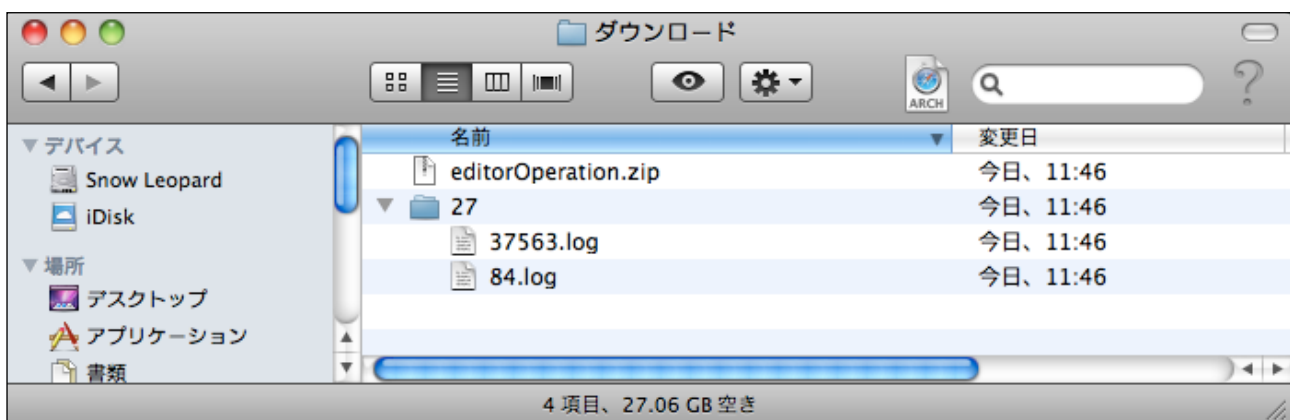 ダウンロード
ARCH
デバイス
Snow Leopard
iDisk
場所
デスクトップ
アプリケーション
書類
名前 変更日
editorOperation.zip 今日、11:46
27 今日、11:46
37563.log 今日、11:46
84.log 今日、11:46
4 項目、27.06 GB 空き